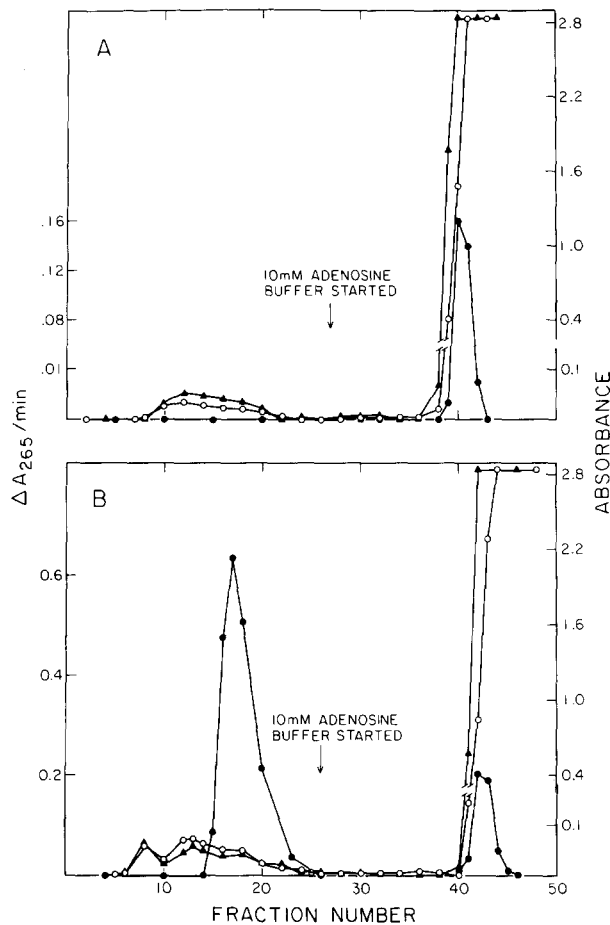 A
2.8
2.2
1.6
1.0
0.4
0.1
.16
.12
.08
.01
10mM ADENOSINE
BUFFER STARTED
B
2.8
2.2
1.6
1.0
0.4
0.1
0.6
0.4
0.2
10mM ADENOSINE
BUFFER STARTED
10
20
30
40
50
FRACTION NUMBER
ΔA265/min
ABSORBANCE